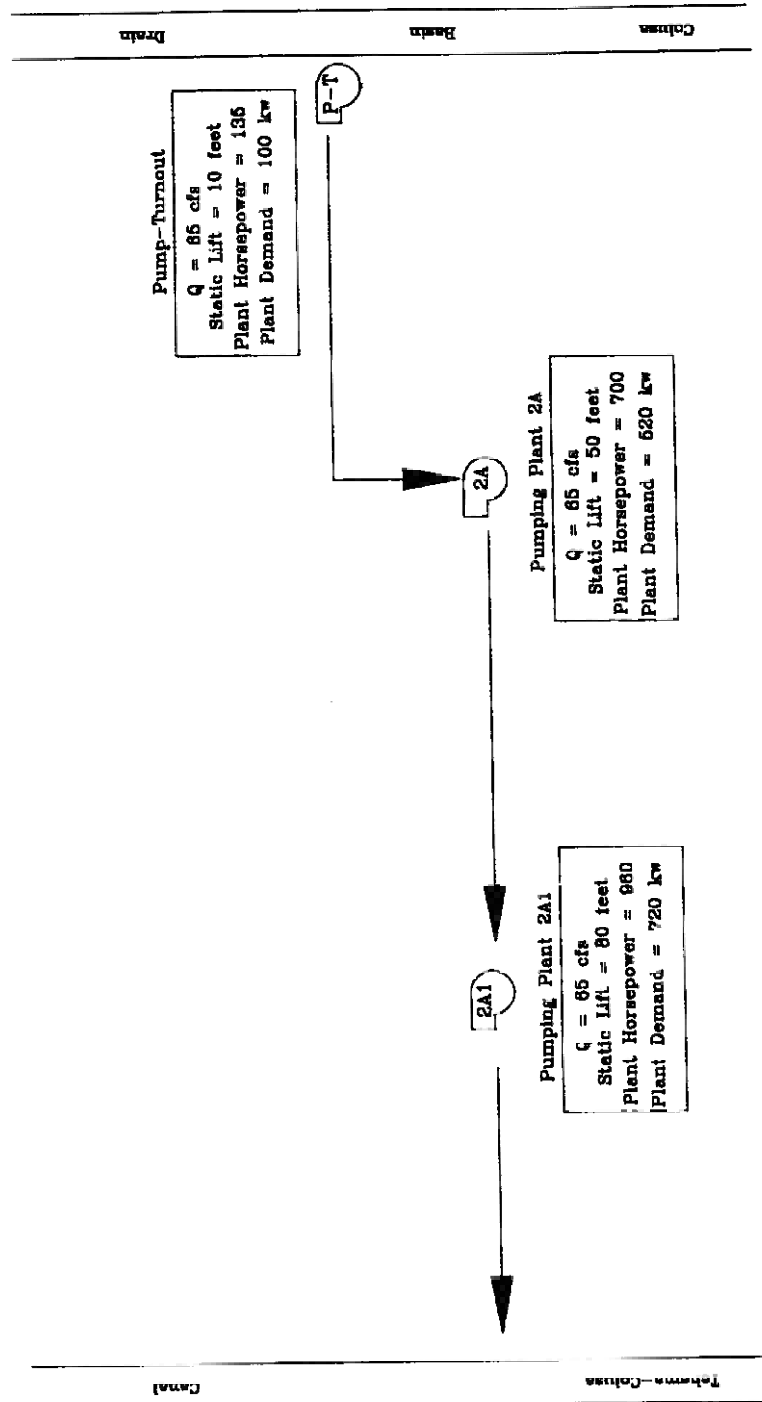 Colusa
Basin
Drain
P-T
Pump-Turnout
Q = 65 cfs
Static Lift = 10 feet
Plant Horsepower = 135
Plant Demand = 100 kw
2A
Pumping Plant 2A
Q = 65 cfs
Static Lift = 50 feet
Plant Horsepower = 700
Plant Demand = 520 kw
2A1
Pumping Plant 2A1
Q = 65 cfs
Static Lift = 80 feet
Plant Horsepower = 960
Plant Demand = 720 kw
Tehama-Colusa
Canal